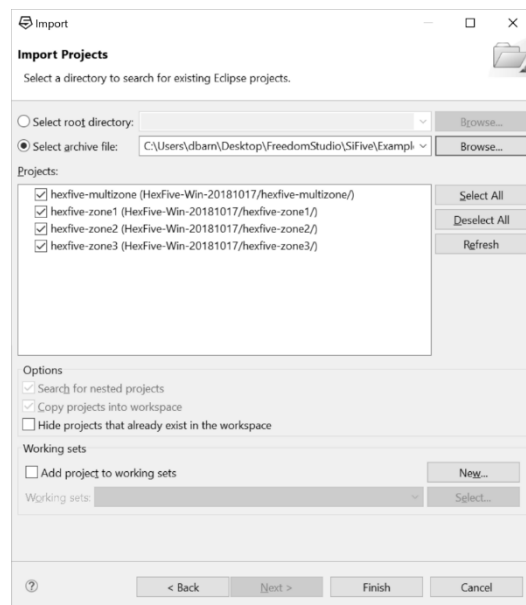 Import
Import Projects
Select a directory to search for existing Eclipse projects.
Select root directory:
Browse...
Select archive file:
C:\Users\dbarn\Desktop\FreedomStudio\SiFive\Exampl
Browse...
Projects:
hexfive-multizone (HexFive-Win-20181017/hexfive-multizone/)
hexfive-zone1 (HexFive-Win-20181017/hexfive-zone1/)
hexfive-zone2 (HexFive-Win-20181017/hexfive-zone2/)
hexfive-zone3 (HexFive-Win-20181017/hexfive-zone3/)
Select All
Deselect All
Refresh
Options
Search for nested projects
Copy projects into workspace
Hide projects that already exist in the workspace
Working sets
Add project to working sets
New...
Working sets:
Select...
?
< Back
Next >
Finish
Cancel